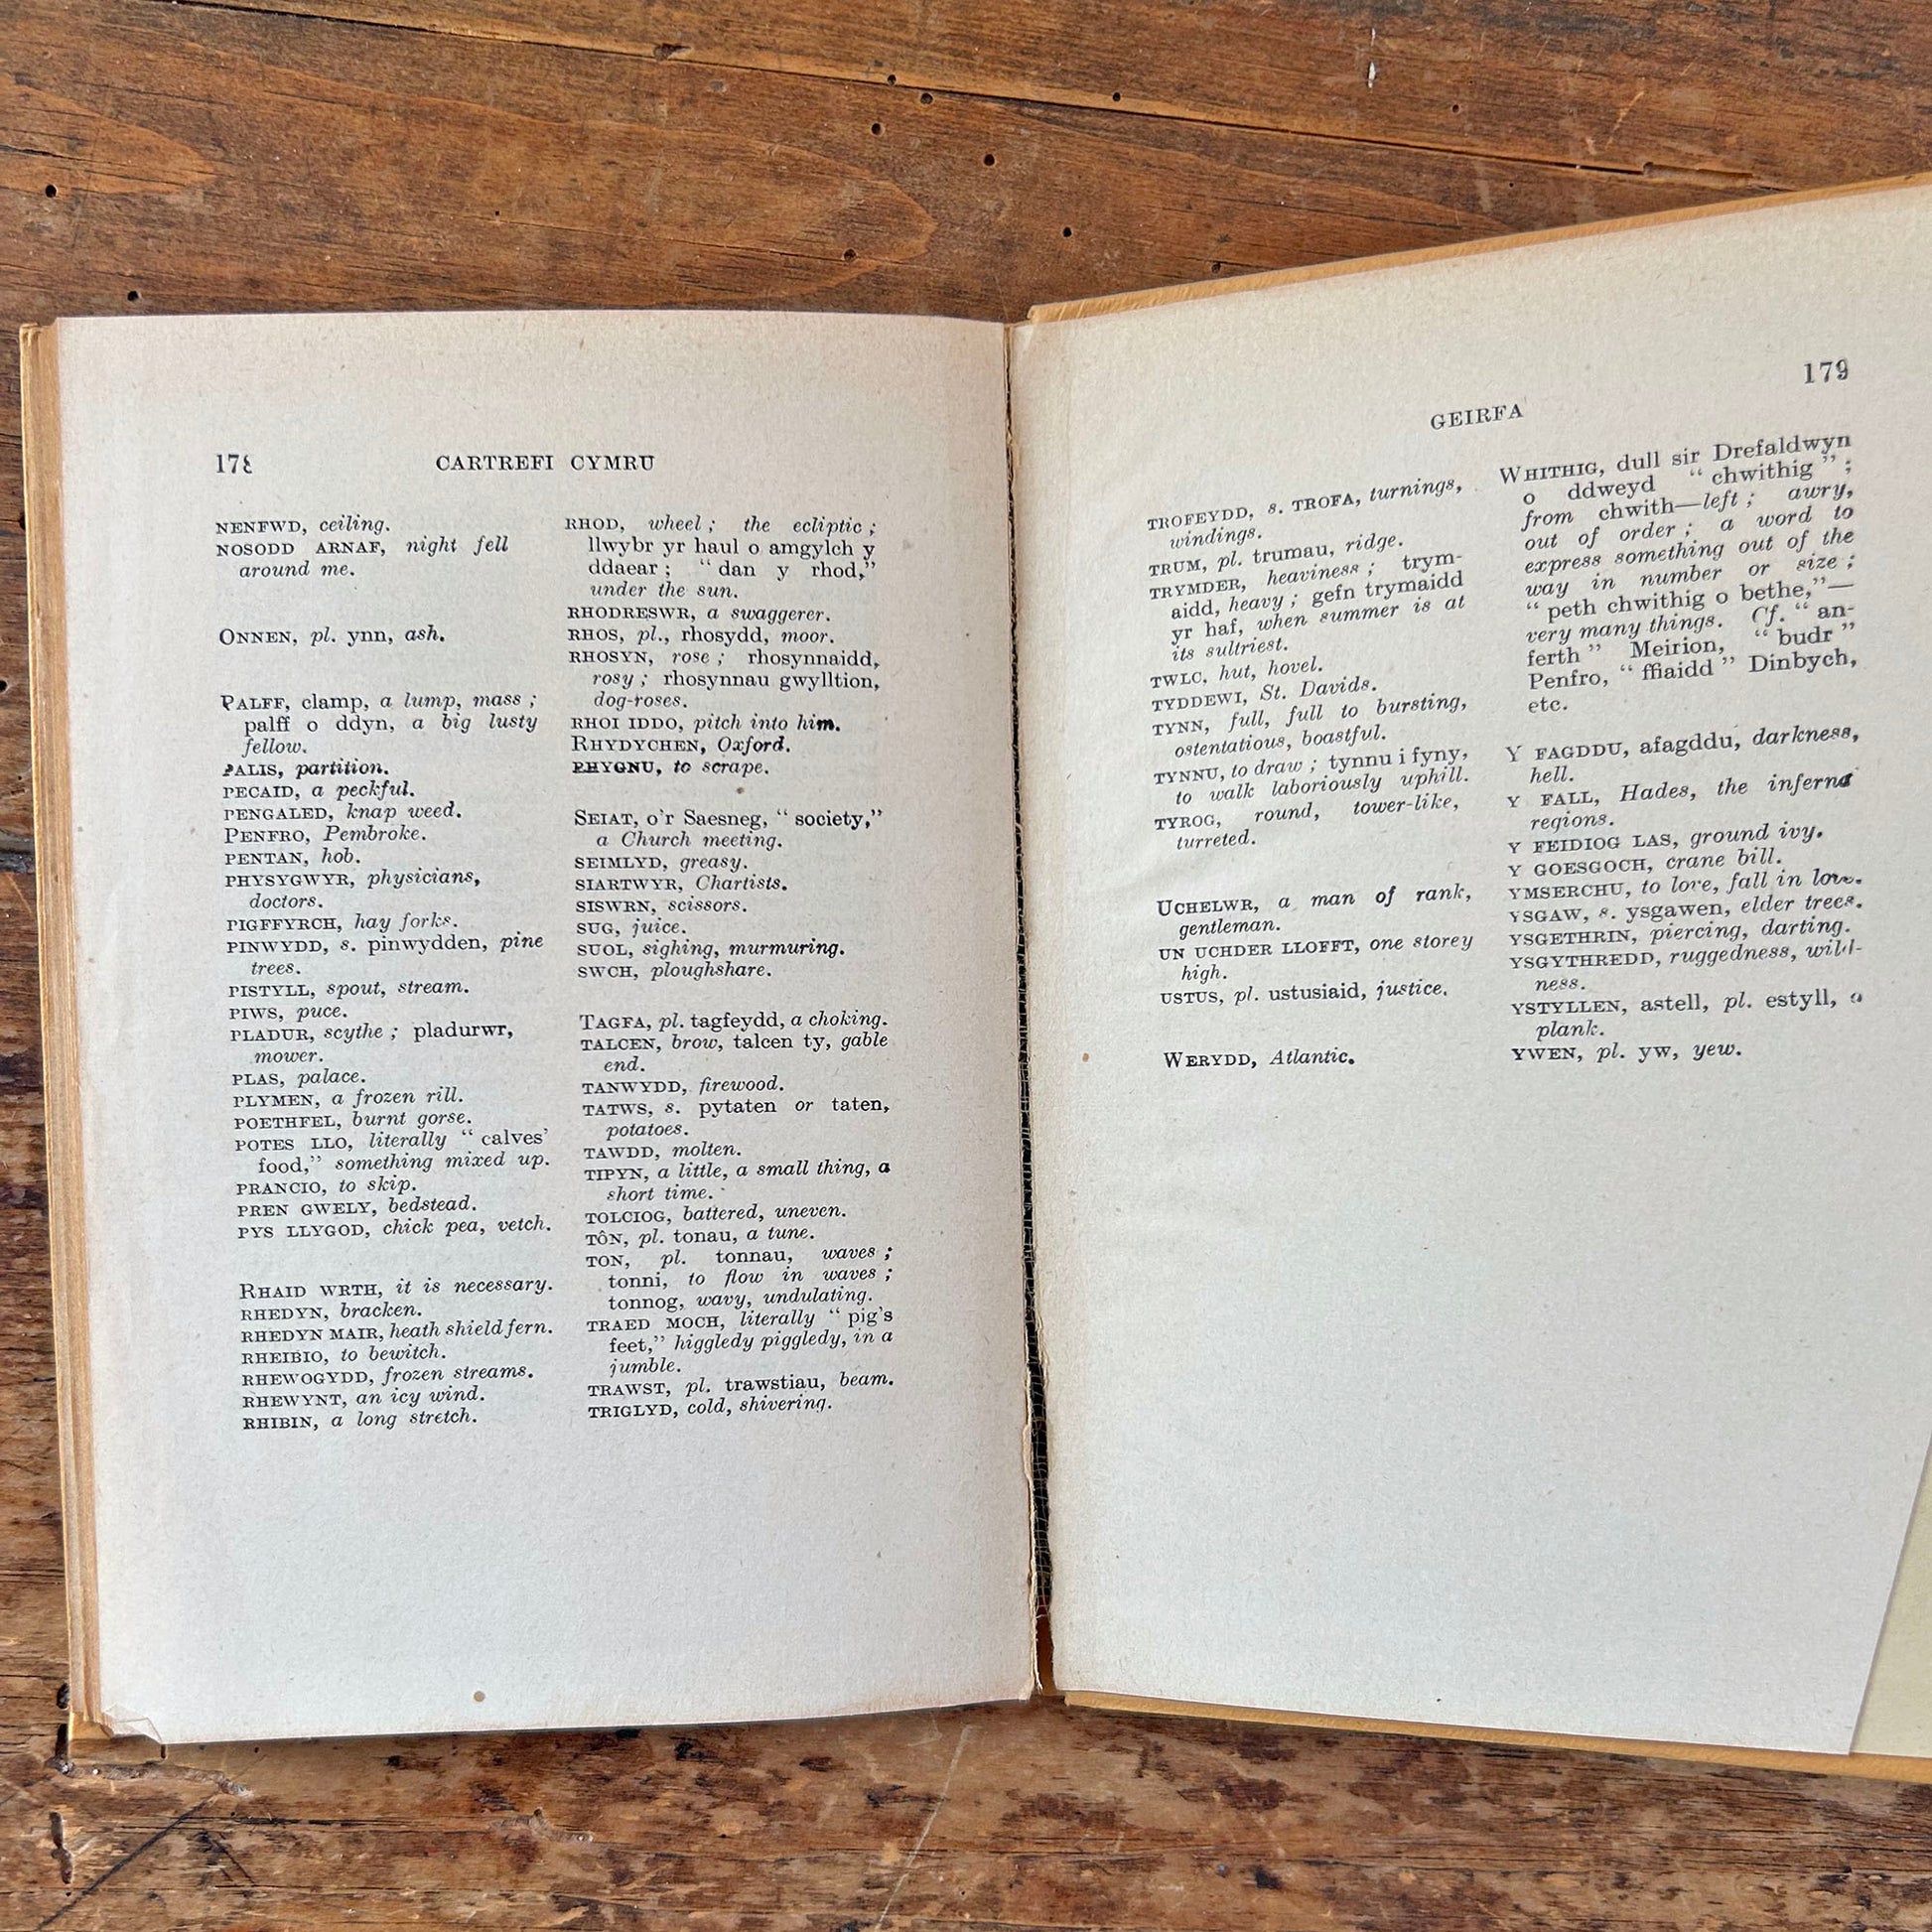 178
CARTREFI CYMRU
NENFWD, ceiling.
NOSODD ARNAF, night fell
around me.
ONNEN, pl. ynn, ash.
PALFF, clamp, a lump, mass ;
palff o ddyn, a big lusty
fellow.
PALIS, partition.
PECAID, a peckful.
PENGALED, knap weed.
PENFRO, Pembroke.
PENTAN, hob.
PHYSYGWYR, physicians,
doctors.
PIGFFYRCH, hay forks.
PINWYDD, s. pinwydden, pine
trees.
PISTYLL, spout, stream.
PIWS, puce.
PLADUR, scythe ; pladurwr,
mower.
PLAS, palace.
PLYMEN, a frozen rill.
POETHFEL, burnt gorse.
POTES LLO, literally “ calves’
food,” something mixed up.
PRANCIO, to skip.
PREN GWELY, bedstead.
PYS LLYGOD, chick pea, vetch.
RHAID WRTH, it is necessary.
RHEDYN, bracken.
RHEDYN MAIR, heath shield fern.
RHEIBIO, to bewitch.
RHEWOGYDD, frozen streams.
RHEWYNT, an icy wind.
RHIBIN, a long stretch.
RHOD, wheel ; the ecliptic ;
llwybr yr haul o amgylch y
ddaear ; “ dan y rhod,”
under the sun.
RHODRESWR, a swaggerer.
RHOS, pl., rhosydd, moor.
RHOSYN, rose ; rhosynnaidd,
rosy ; rhosynnau gwylltion,
dog-roses.
RHOI IDDO, pitch into him.
RHYDYCHEN, Oxford.
RHYGNU, to scrape.
SEIAT, o’r Saesneg, “ society,”
a Church meeting.
SEIMLYD, greasy.
SIARTWYR, Chartists.
SISWRN, scissors.
SUG, juice.
SUOL, sighing, murmuring.
SWCH, ploughshare.
TAGFA, pl. tagfeydd, a choking.
TALCEN, brow, talcen ty, gable
end.
TANWYDD, firewood.
TATWS, s. pytaten or taten,
potatoes.
TAWDD, molten.
TIPYN, a little, a small thing, a
short time.
TOLCIOG, battered, uneven.
TÔN, pl. tonau, a tune.
TON, pl. tonnau, waves ;
tonni, to flow in waves ;
tonnog, wavy, undulating.
TRAED MOCH, literally “ pig’s
feet,” higgledy piggledy, in a
jumble.
TRAWST, pl. trawstiau, beam.
TRIGLYD, cold, shivering.
179
GEIRFA
TROFEYDD, s. TROFA, turnings,
windings.
TRUM, pl. trumau, ridge.
TRYMDER, heaviness ; trym-
aidd, heavy ; gefn trymaidd
yr haf, when summer is at
its sultriest.
TWLC, hut, hovel.
TYDDEWI, St. Davids.
TYNN, full, full to bursting,
ostentatious, boastful.
TYNNU, to draw ; tynnu i fyny,
to walk laboriously uphill.
TYROG, round, tower-like,
turreted.
UCHELWR, a man of rank,
gentleman.
UN UCHDER LLOFFT, one storey
high.
USTUS, pl. ustusiaid, justice.
WERYDD, Atlantic.
WHITHIG, dull sir Drefaldwyn
o ddweyd “ chwithig ” ;
from chwith—left ; awry,
out of order ; a word to
express something out of the
way in number or size ;
“ peth chwithig o bethe,”—
very many things. Cf. “ an-
ferth ” Meirion, “ budr ”
Penfro, “ ffiaidd ” Dinbych,
etc.
Y FAGDDU, afagddu, darkness,
hell.
Y FALL, Hades, the infernal
regions.
Y FEIDIOG LAS, ground ivy.
Y GOESGOCH, crane bill.
YMSERCHU, to love, fall in love.
YSGAW, s. ysgawen, elder trees.
YSGETHRIN, piercing, darting.
YSGYTHREDD, ruggedness, wild-
ness.
YSTYLLEN, astell, pl. estyll, a
plank.
YWEN, pl. yw, yew.